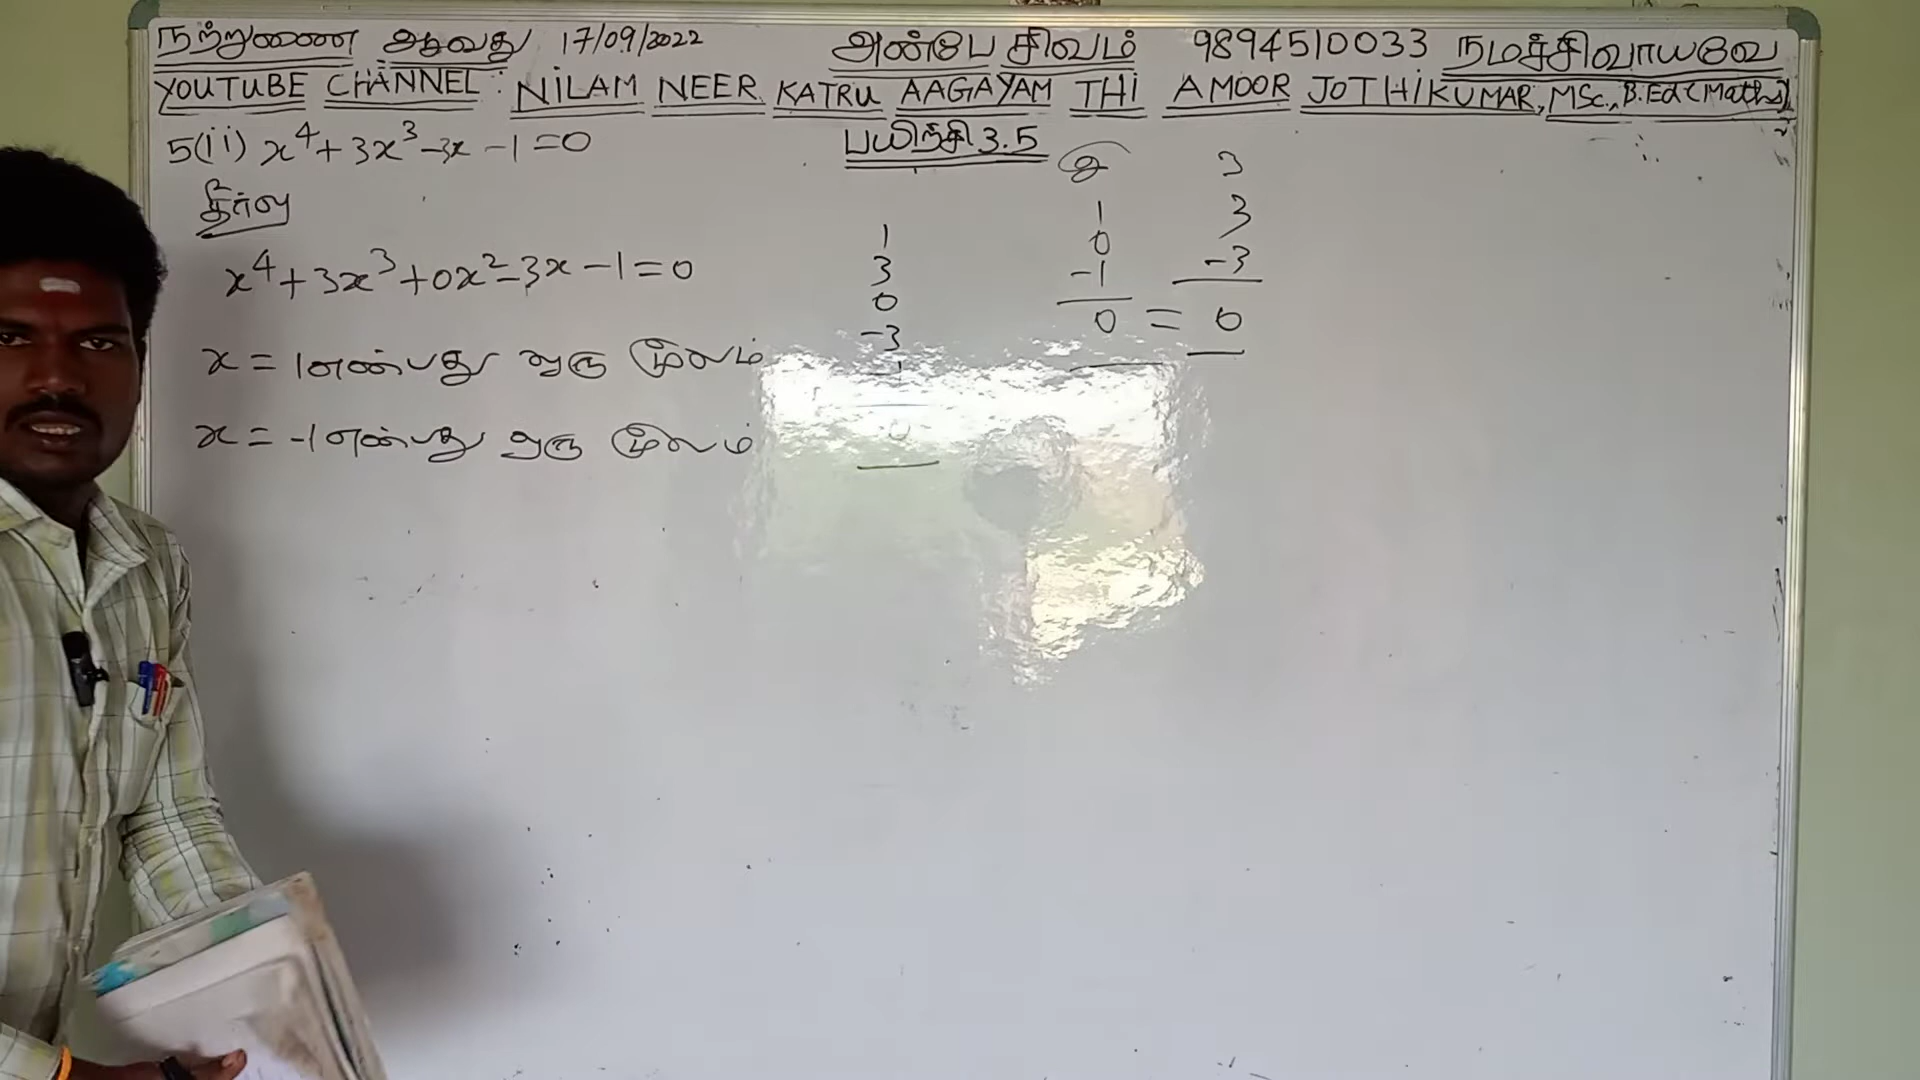 நற்றுணை ஆவது 17/09/2022 அன்பே சிவம் 9894510033 நமச்சிவாயவே
YOUTUBE CHANNEL : NILAM NEER KATRU AAGAYAM THI AMOOR JOTHIKUMAR, MSc., B.Ed (Maths)
5(ii) x⁴+3x³-3x-1=0 பயிற்சி 3.5
தீர்வு
x⁴+3x³+0x²-3x-1=0
x = 1 என்பது ஒரு மூலம்
x = -1 என்பது ஒரு மூலம்
1
3
0
-3
1
0
-1
0 = 0
3
3
-3